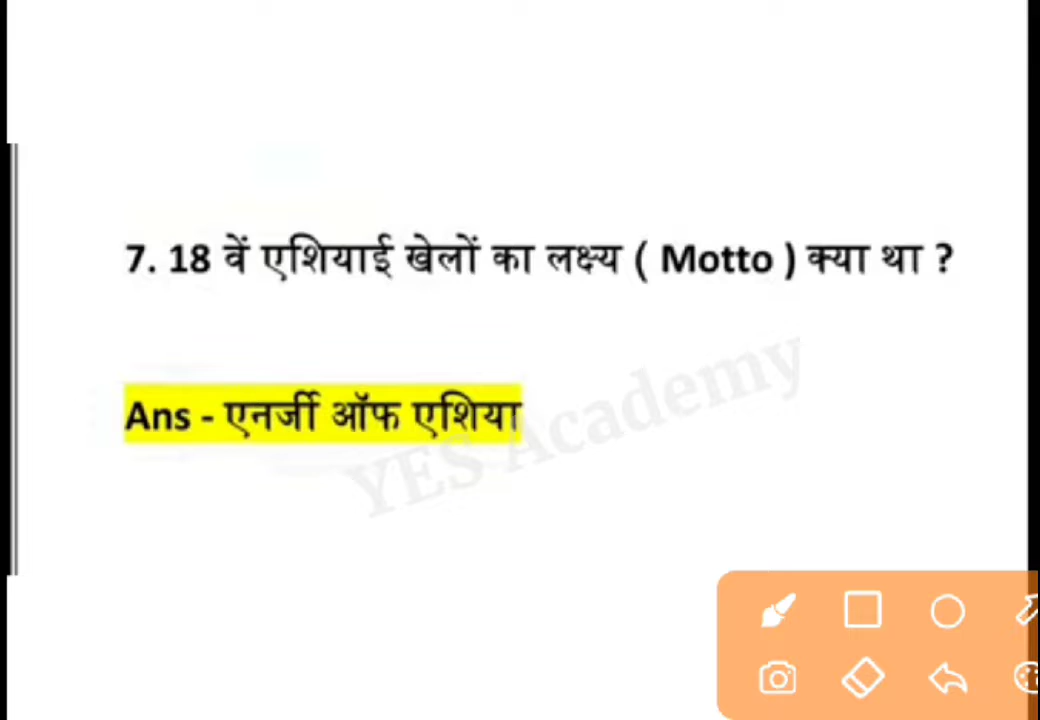 7. 18 वें एशियाई खेलों का लक्ष्य ( Motto ) क्या था ?
Ans - एनर्जी ऑफ एशिया
YES Academy